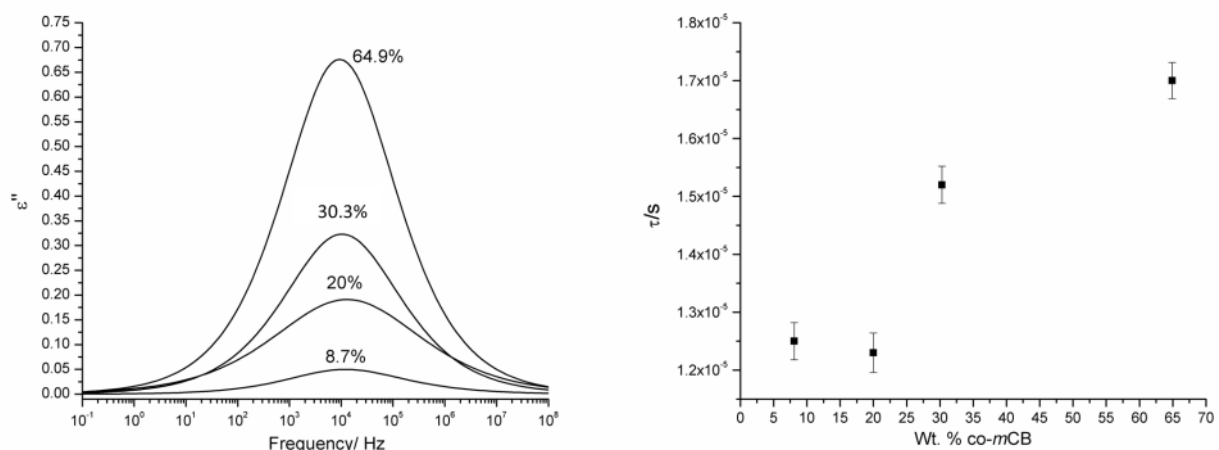 0.75
0.70
0.65
0.60
0.55
0.50
0.45
0.40
0.35
0.30
0.25
0.20
0.15
0.10
0.05
0.00
ε"
64.9%
30.3%
20%
8.7%
10⁻¹ 10⁰ 10¹ 10² 10³ 10⁴ 10⁵ 10⁶ 10⁷ 10⁸
Frequency/ Hz
1.8x10⁻⁵
1.7x10⁻⁵
1.6x10⁻⁵
1.5x10⁻⁵
1.4x10⁻⁵
1.3x10⁻⁵
1.2x10⁻⁵
τ/s
0 5 10 15 20 25 30 35 40 45 50 55 60 65 70
Wt. % co-mCB